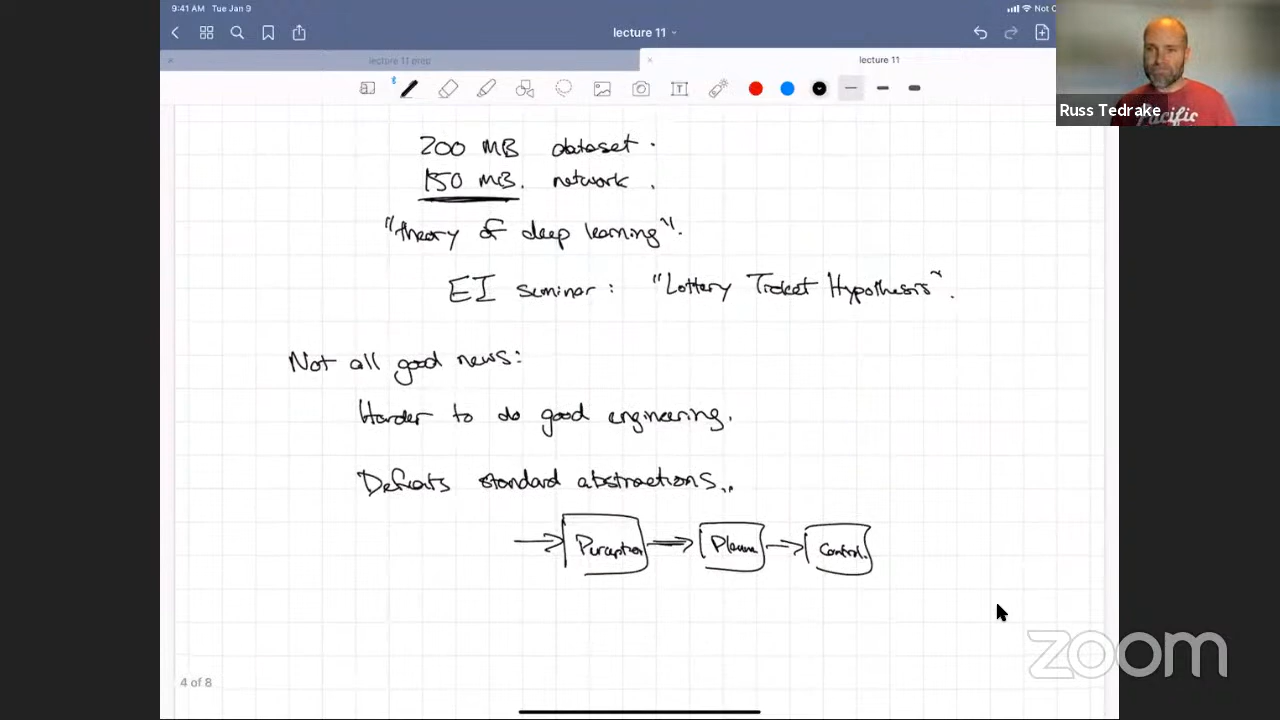 9:41 AM Tue Jan 9
Not C
lecture 11
lecture 11 prep
lecture 11
Russ Tedrake
Pacific
200 MB dataset.
150 MB. network.
"theory of deep learning".
EI seminar: "Lottery Ticket Hypothesis".
Not all good news:
Harder to do good engineering.
Defeats standard abstractions..
Perception
Control.
4 of 8
zoom